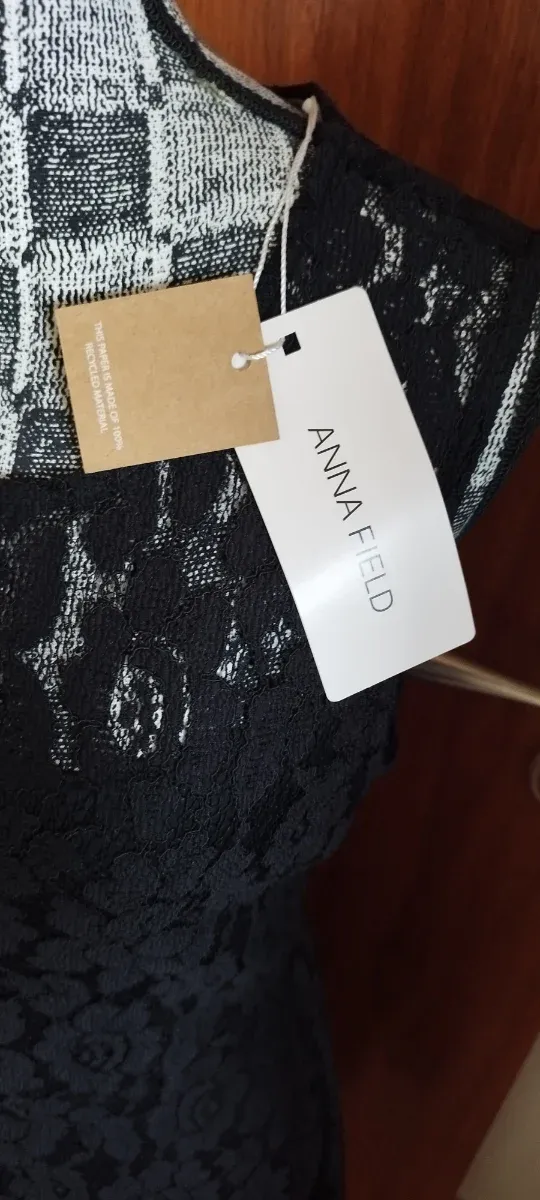 THIS PAPER IS MADE OF 100%
RECYCLED MATERIAL
ANNA FIELD